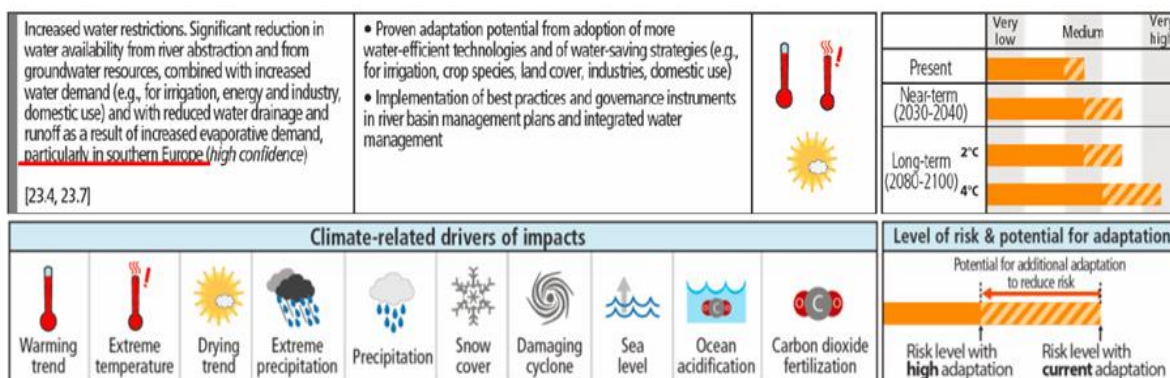 Increased water restrictions. Significant reduction in
water availability from river abstraction and from
groundwater resources, combined with increased
water demand (e.g., for irrigation, energy and industry,
domestic use) and with reduced water drainage and
runoff as a result of increased evaporative demand,
particularly in southern Europe (high confidence)
[23.4, 23.7]
• Proven adaptation potential from adoption of more
water-efficient technologies and of water-saving strategies (e.g.,
for irrigation, crop species, land cover, industries, domestic use)
• Implementation of best practices and governance instruments
in river basin management plans and integrated water
management
Very
low
Medium
Very
high
Present
Near-term
(2030-2040)
Long-term
(2080-2100)
2°C
4°C
Climate-related drivers of impacts
Warming
trend
Extreme
temperature
Drying
trend
Extreme
precipitation
Precipitation
Snow
cover
Damaging
cyclone
Sea
level
Ocean
acidification
O C O
Carbon dioxide
fertilization
Level of risk & potential for adaptation
Potential for additional adaptation
to reduce risk
Risk level with
high adaptation
Risk level with
current adaptation